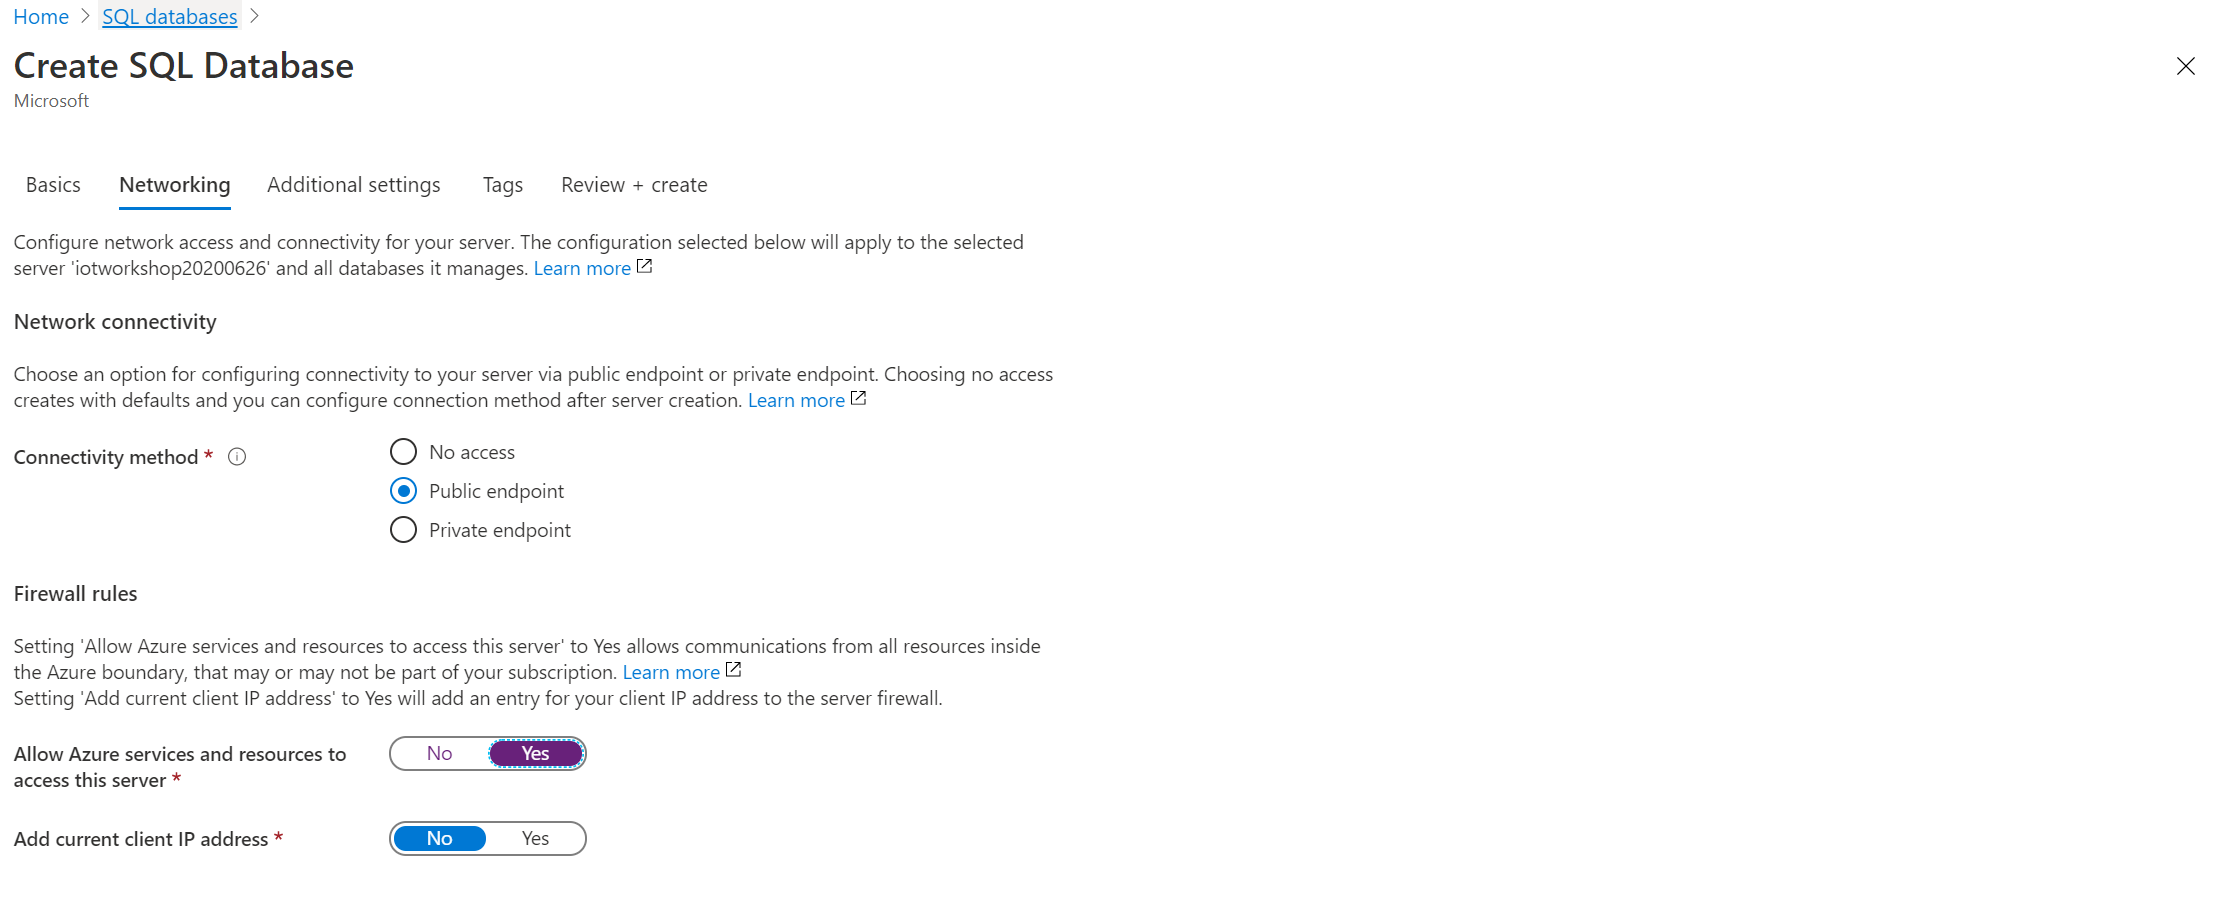 Home > SQL databases >
Create SQL Database
Microsoft
Basics Networking Additional settings Tags Review + create
Configure network access and connectivity for your server. The configuration selected below will apply to the selected
server 'iotworkshop20200626' and all databases it manages. Learn more
Network connectivity
Choose an option for configuring connectivity to your server via public endpoint or private endpoint. Choosing no access
creates with defaults and you can configure connection method after server creation. Learn more
Connectivity method *
No access
Public endpoint
Private endpoint
Firewall rules
Setting 'Allow Azure services and resources to access this server' to Yes allows communications from all resources inside
the Azure boundary, that may or may not be part of your subscription. Learn more
Setting 'Add current client IP address' to Yes will add an entry for your client IP address to the server firewall.
Allow Azure services and resources to
access this server *
No Yes
Add current client IP address *
No Yes